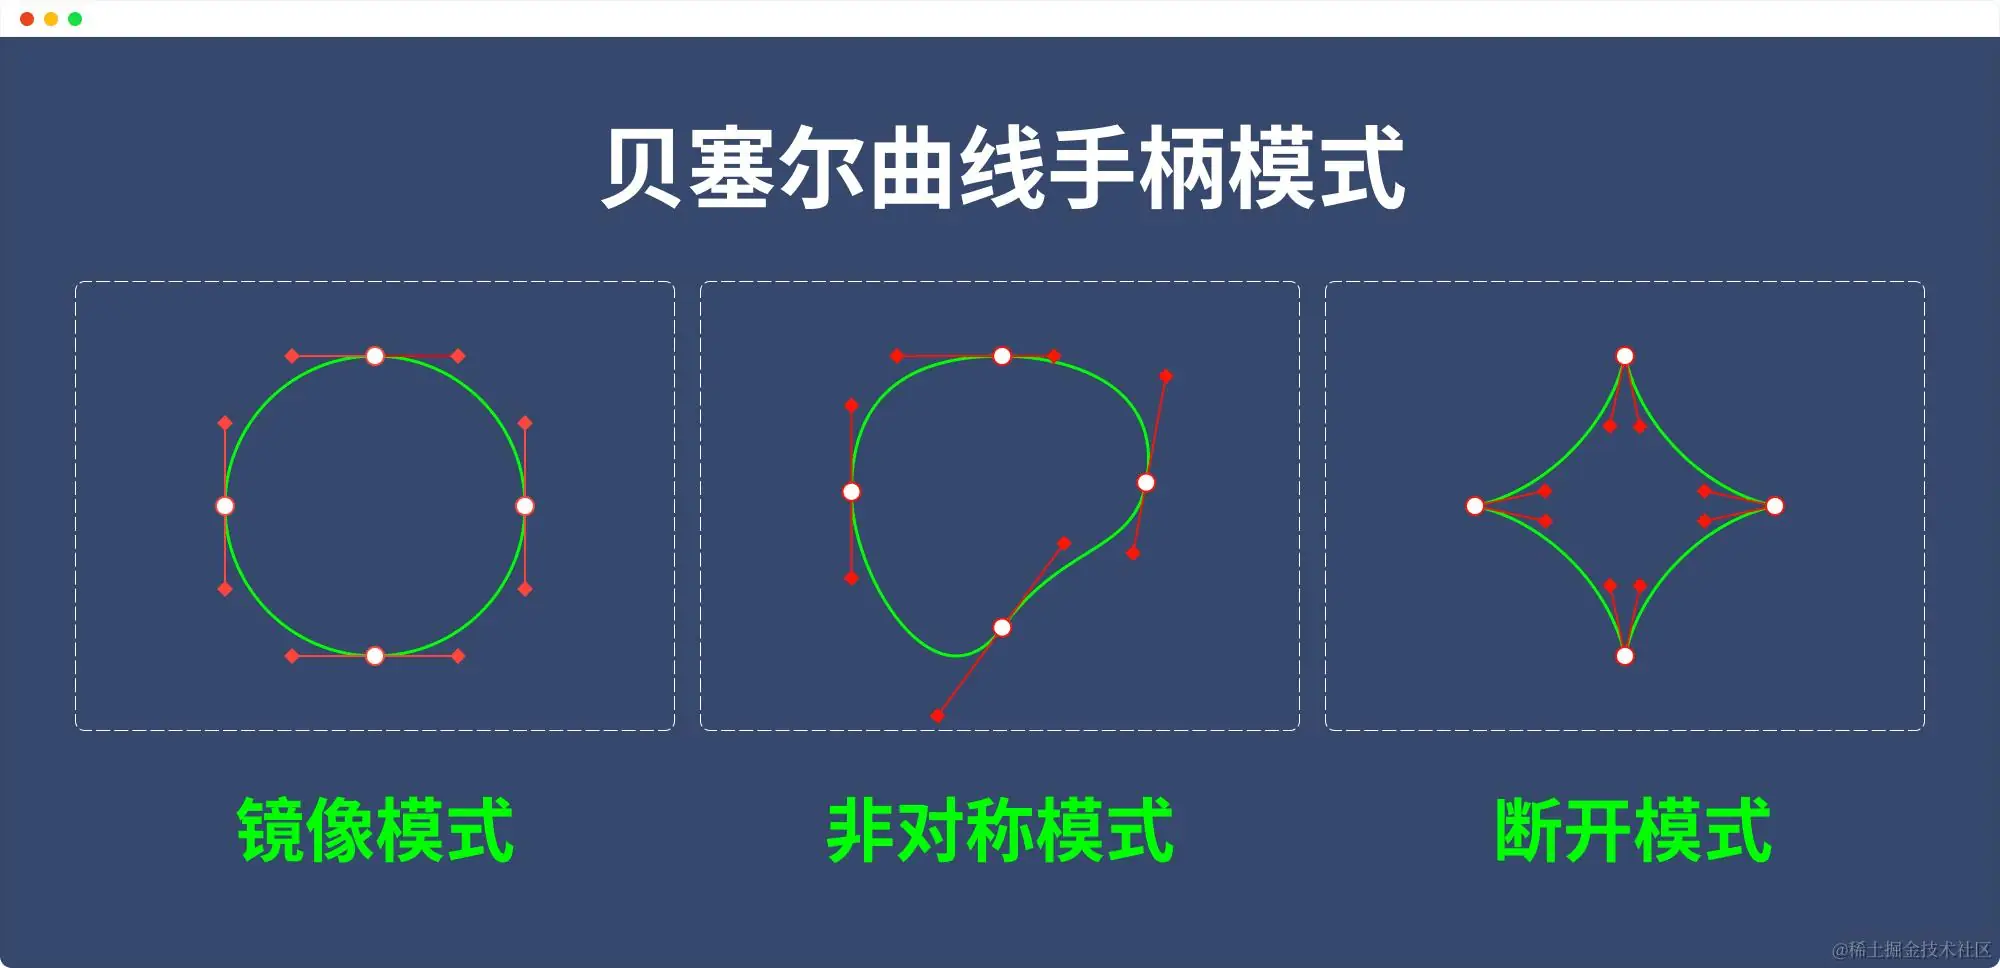 贝塞尔曲线手柄模式
镜像模式
非对称模式
断开模式
@稀土掘金技术社区